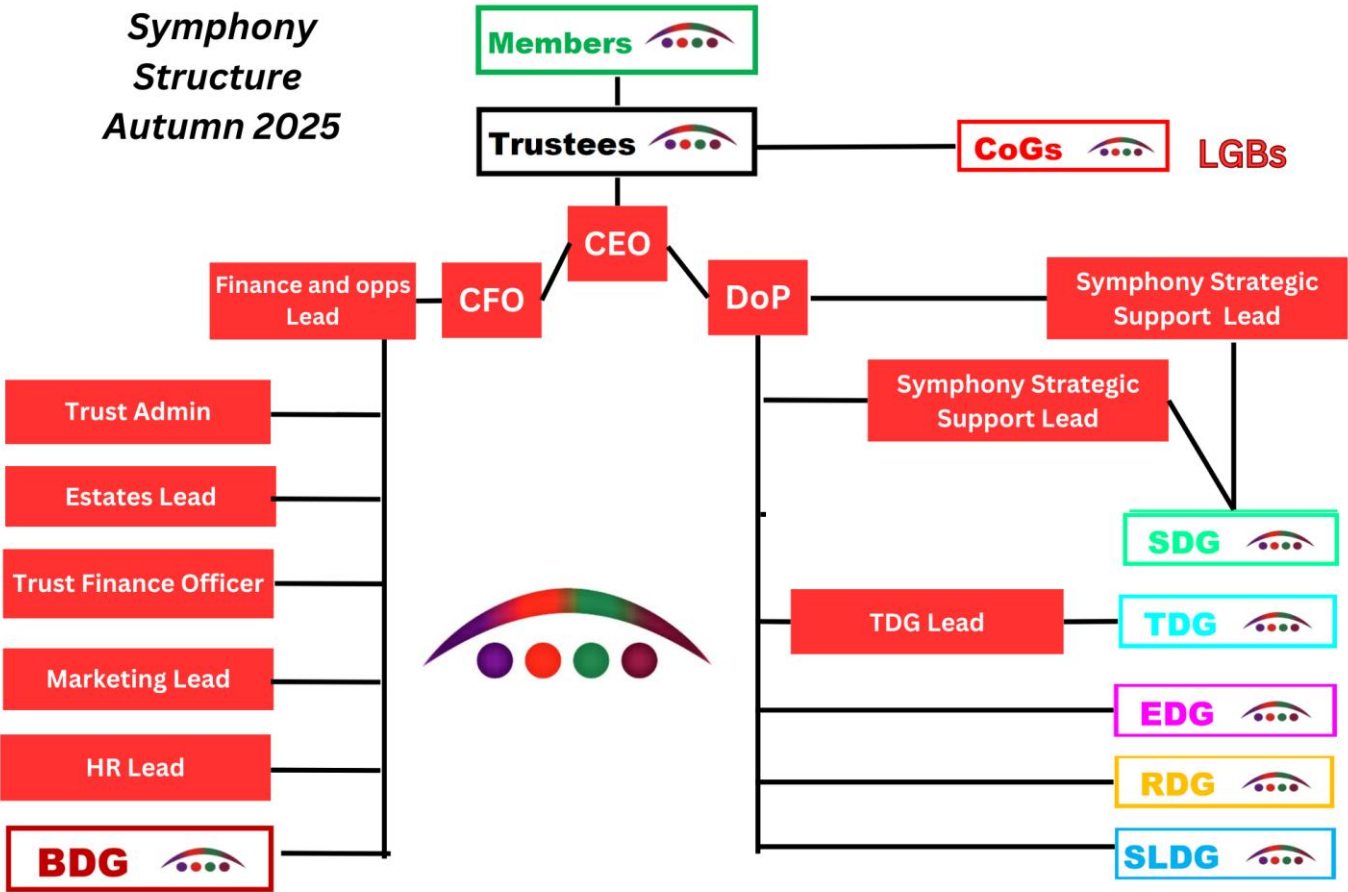 Symphony
Structure
Autumn 2025
Members
Trustees
CoGs
LGBs
CEO
Finance and opps
Lead
CFO
DoP
Symphony Strategic
Support Lead
Symphony Strategic
Support Lead
Trust Admin
Estates Lead
Trust Finance Officer
Marketing Lead
HR Lead
BDG
SDG
TDG Lead
TDG
EDG
RDG
SLDG